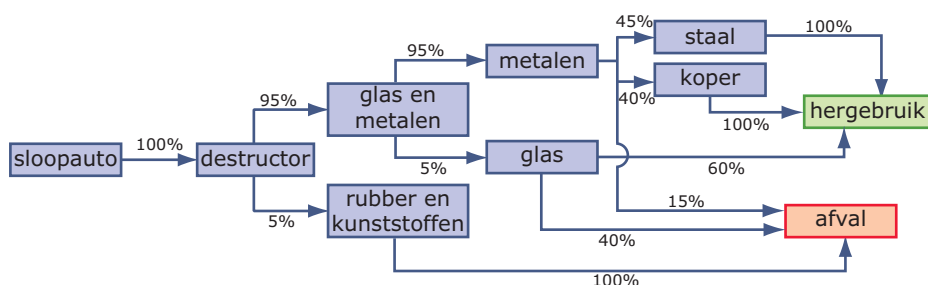 45%
staal
100%
95%
metalen
40%
koper
100%
hergebruik
95%
glas en
metalen
5%
glas
60%
sloopauto
100%
destructor
5%
rubber en
kunststoffen
15%
afval
40%
100%